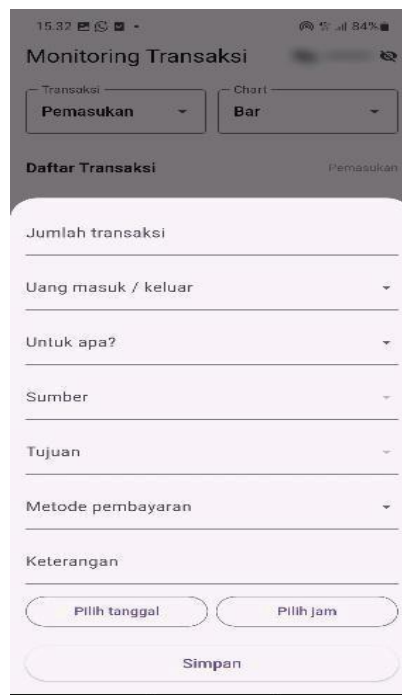 15.32
84%
Monitoring Transaksi
Transaksi
Chart
Pemasukan
Bar
Daftar Transaksi
Pemasukan
Jumlah transaksi
Uang masuk / keluar
Untuk apa?
Sumber
Tujuan
Metode pembayaran
Keterangan
Pilih tanggal
Pilih jam
Simpan